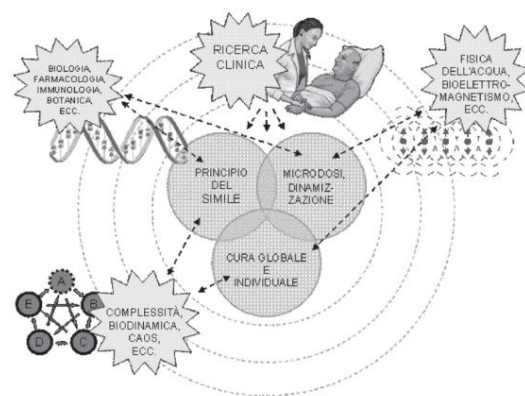 RICERCA
CLINICA
BIOLOGIA,
FARMACOLOGIA,
IMMUNOLOGIA,
BOTANICA,
ECC.
FISICA
DELL'ACQUA,
BIOELETTRO-
MAGNETISMO,
ECC.
PRINCIPIO
DEL
SIMILE
MICRODOSI,
DINAMIZ-
ZAZIONE
CURA GLOBALE
E
INDIVIDUALE
A
E
B
D
C
COMPLESSITÀ,
BIODINAMICA,
CAOS,
ECC.